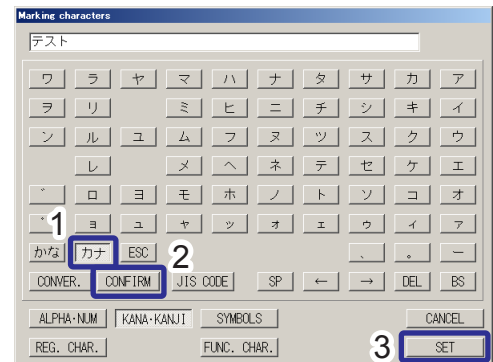 Marking characters
テスト
ワ ラ ヤ マ ハ ナ タ サ カ ア
ヲ リ ミ ヒ ニ チ シ キ イ
ン ル ユ ム フ ヌ ツ ス ク ウ
レ メ ヘ ネ テ セ ケ エ
゛ ロ ヨ モ ホ ノ ト ソ コ オ
1 ョ ュ ャ ッ ォ ェ ゥ ィ ァ
かな カナ ESC 2 、 。 ー
CONVER. CONFIRM JIS CODE SP ← → DEL BS
ALPHA·NUM KANA·KANJI SYMBOLS CANCEL
REG. CHAR. FUNC. CHAR. 3 SET